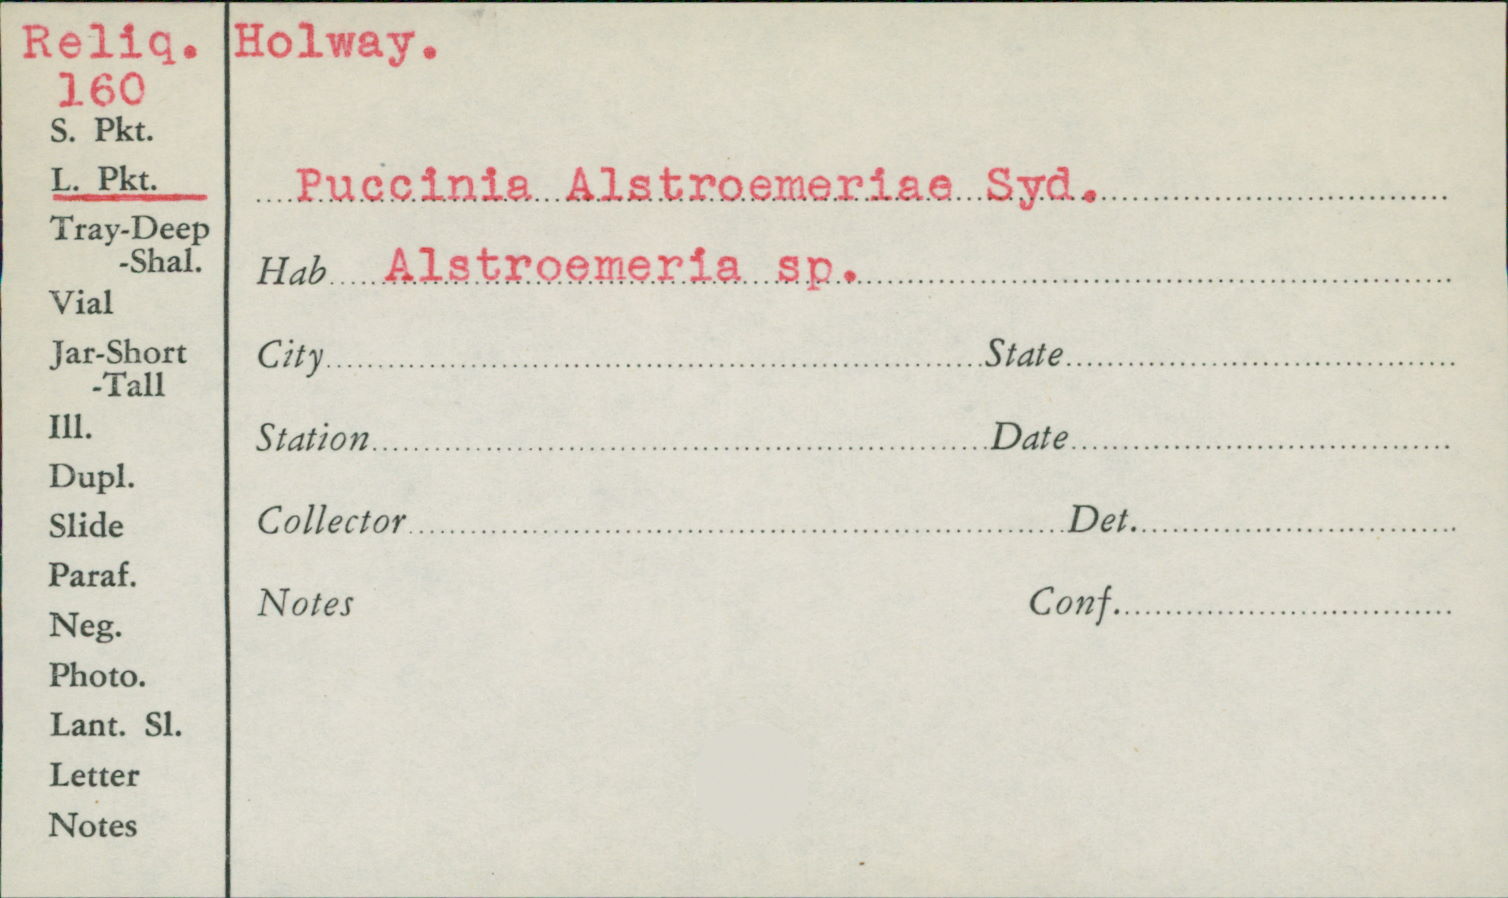 Reliq. Holway.
160
S. Pkt.
L. Pkt.
Puccinia Alstroemeriae Syd.
Tray-Deep
-Shal.
Hab Alstroemeria sp.
Vial
Jar-Short
-Tall
City State
Ill.
Station Date
Dupl.
Slide
Collector Det.
Paraf.
Neg.
Notes Conf.
Photo.
Lant. Sl.
Letter
Notes